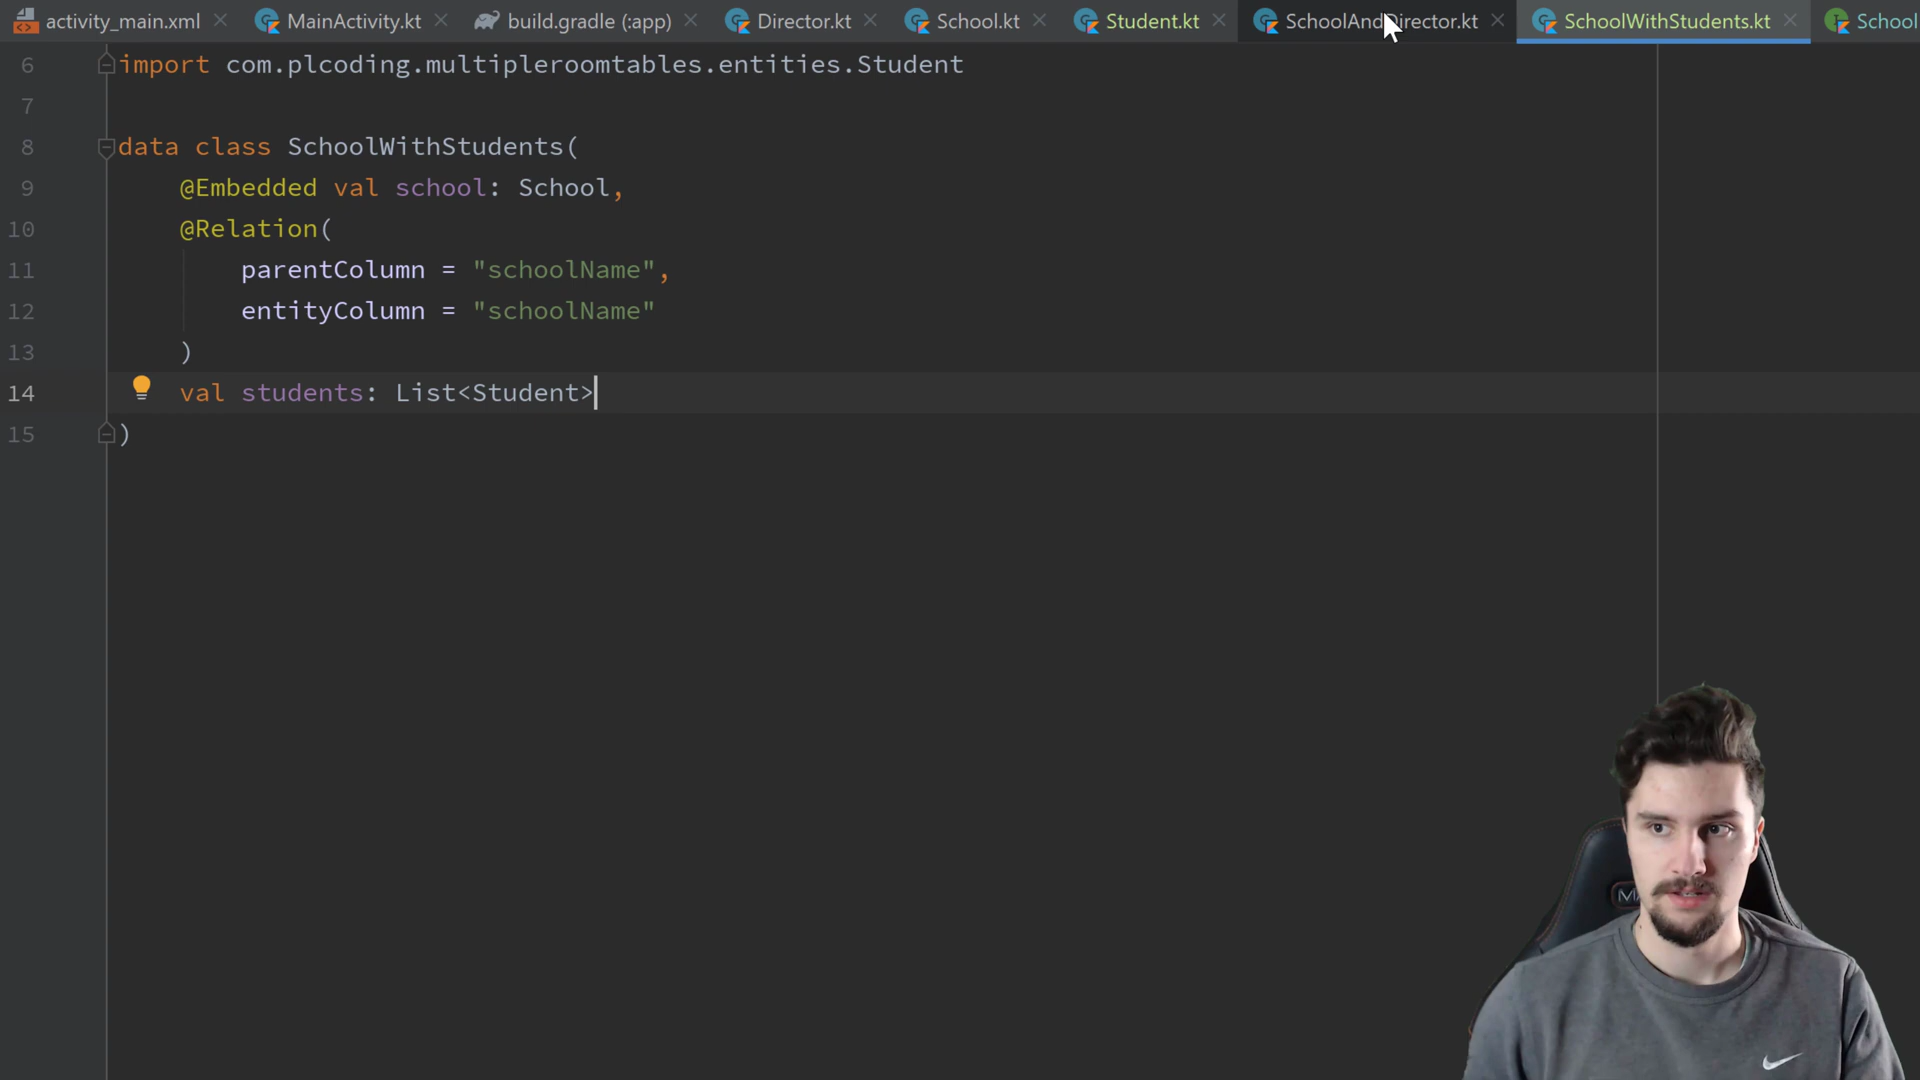 activity_main.xml MainActivity.kt build.gradle (:app) Director.kt School.kt Student.kt SchoolAndDirector.kt SchoolWithStudents.kt School
6 import com.plcoding.multipleroomtables.entities.Student
7
8 data class SchoolWithStudents(
9 @Embedded val school: School,
10 @Relation(
11 parentColumn = "schoolName",
12 entityColumn = "schoolName"
13 )
14 val students: List<Student>
15 )